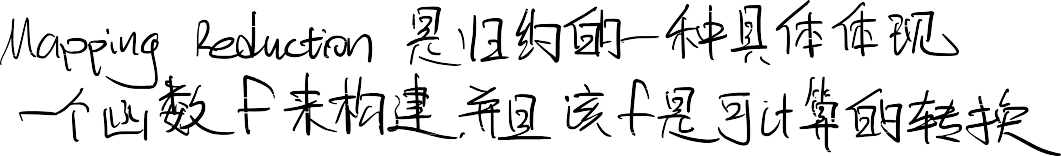 Mapping Reduction 是归约的一种具体体现
一个函数 f 来构建,并且该f是可计算的转换